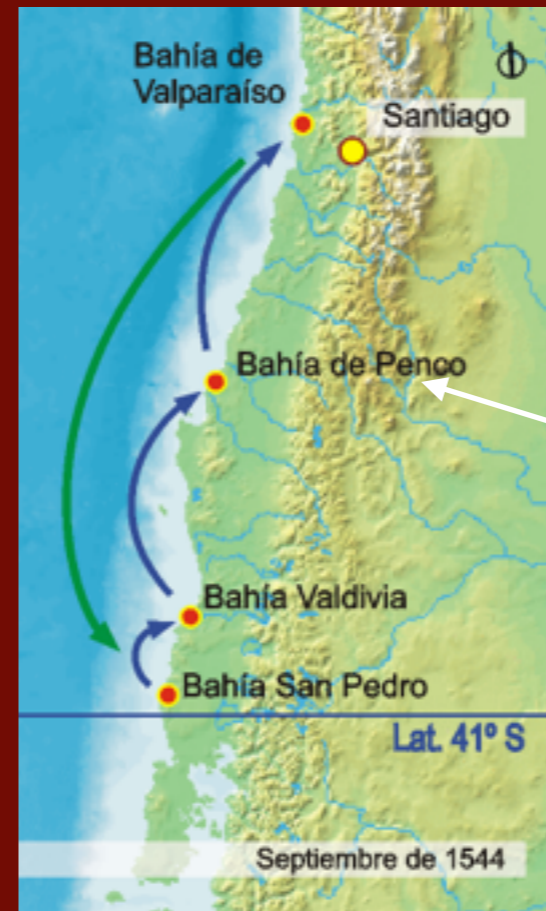 Bahía de
Valparaíso
Santiago
Bahía de Penco
Bahía Valdivia
Bahía San Pedro
Lat. 41º S
Septiembre de 1544